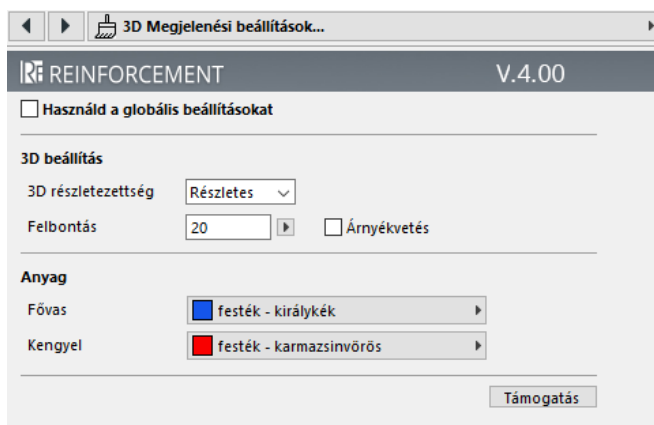 3D Megjelenési beállítások...
RF REINFORCEMENT V.4.00
Használd a globális beállításokat
3D beállítás
3D részletezettség Részletes
Felbontás 20 Árnyékvetés
Anyag
Fővas festék - királykék
Kengyel festék - karmazsinvörös
Támogatás